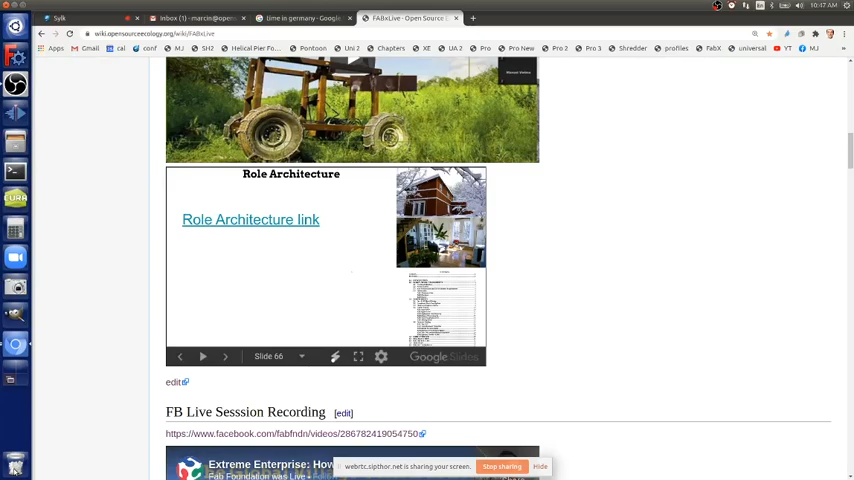 10:47 AM
Sylk
Inbox (1) - marcin@open
lime in germany - Google
FABxLive - Open Source
wiki.opensourceecology.org/wiki/FABxLive
Gmail cal conf MJ SH2 Helical Pier Fo Pontoon Uni 2 Chapters XE UA 2 Pro Pro New Pro 2 Pro 3 Shredder profiles FabX universal YT MJ
Role Architecture
Role Architecture link
Slide 66
Google Slides
edit
FB Live Sesssion Recording [edit]
https://www.facebook.com/fabfndn/videos/286782419054750
Extreme Enterprise: How
Fab Foundation was Live
webrtc.sipthor.net is sharing your screen. Stop sharing Hide